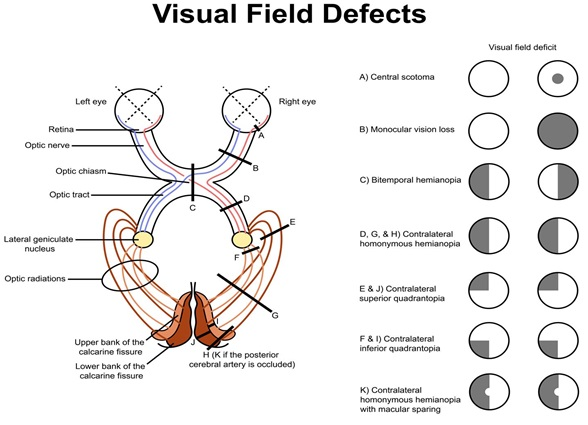 Visual Field Defects
Visual field deficit
Left eye
Right eye
Retina
Optic nerve
Optic chiasm
Optic tract
Lateral geniculate
nucleus
Optic radiations
Upper bank of the
calcarine fissure
Lower bank of the
calcarine fissure
A
B
C
D
E
F
G
I
J
H (K if the posterior
cerebral artery is occluded)
A) Central scotoma
B) Monocular vision loss
C) Bitemporal hemianopia
D, G, & H) Contralateral
homonymous hemianopia
E & J) Contralateral
superior quadrantopia
F & I) Contralateral
inferior quadrantopia
K) Contralateral
homonymous hemianopia
with macular sparing